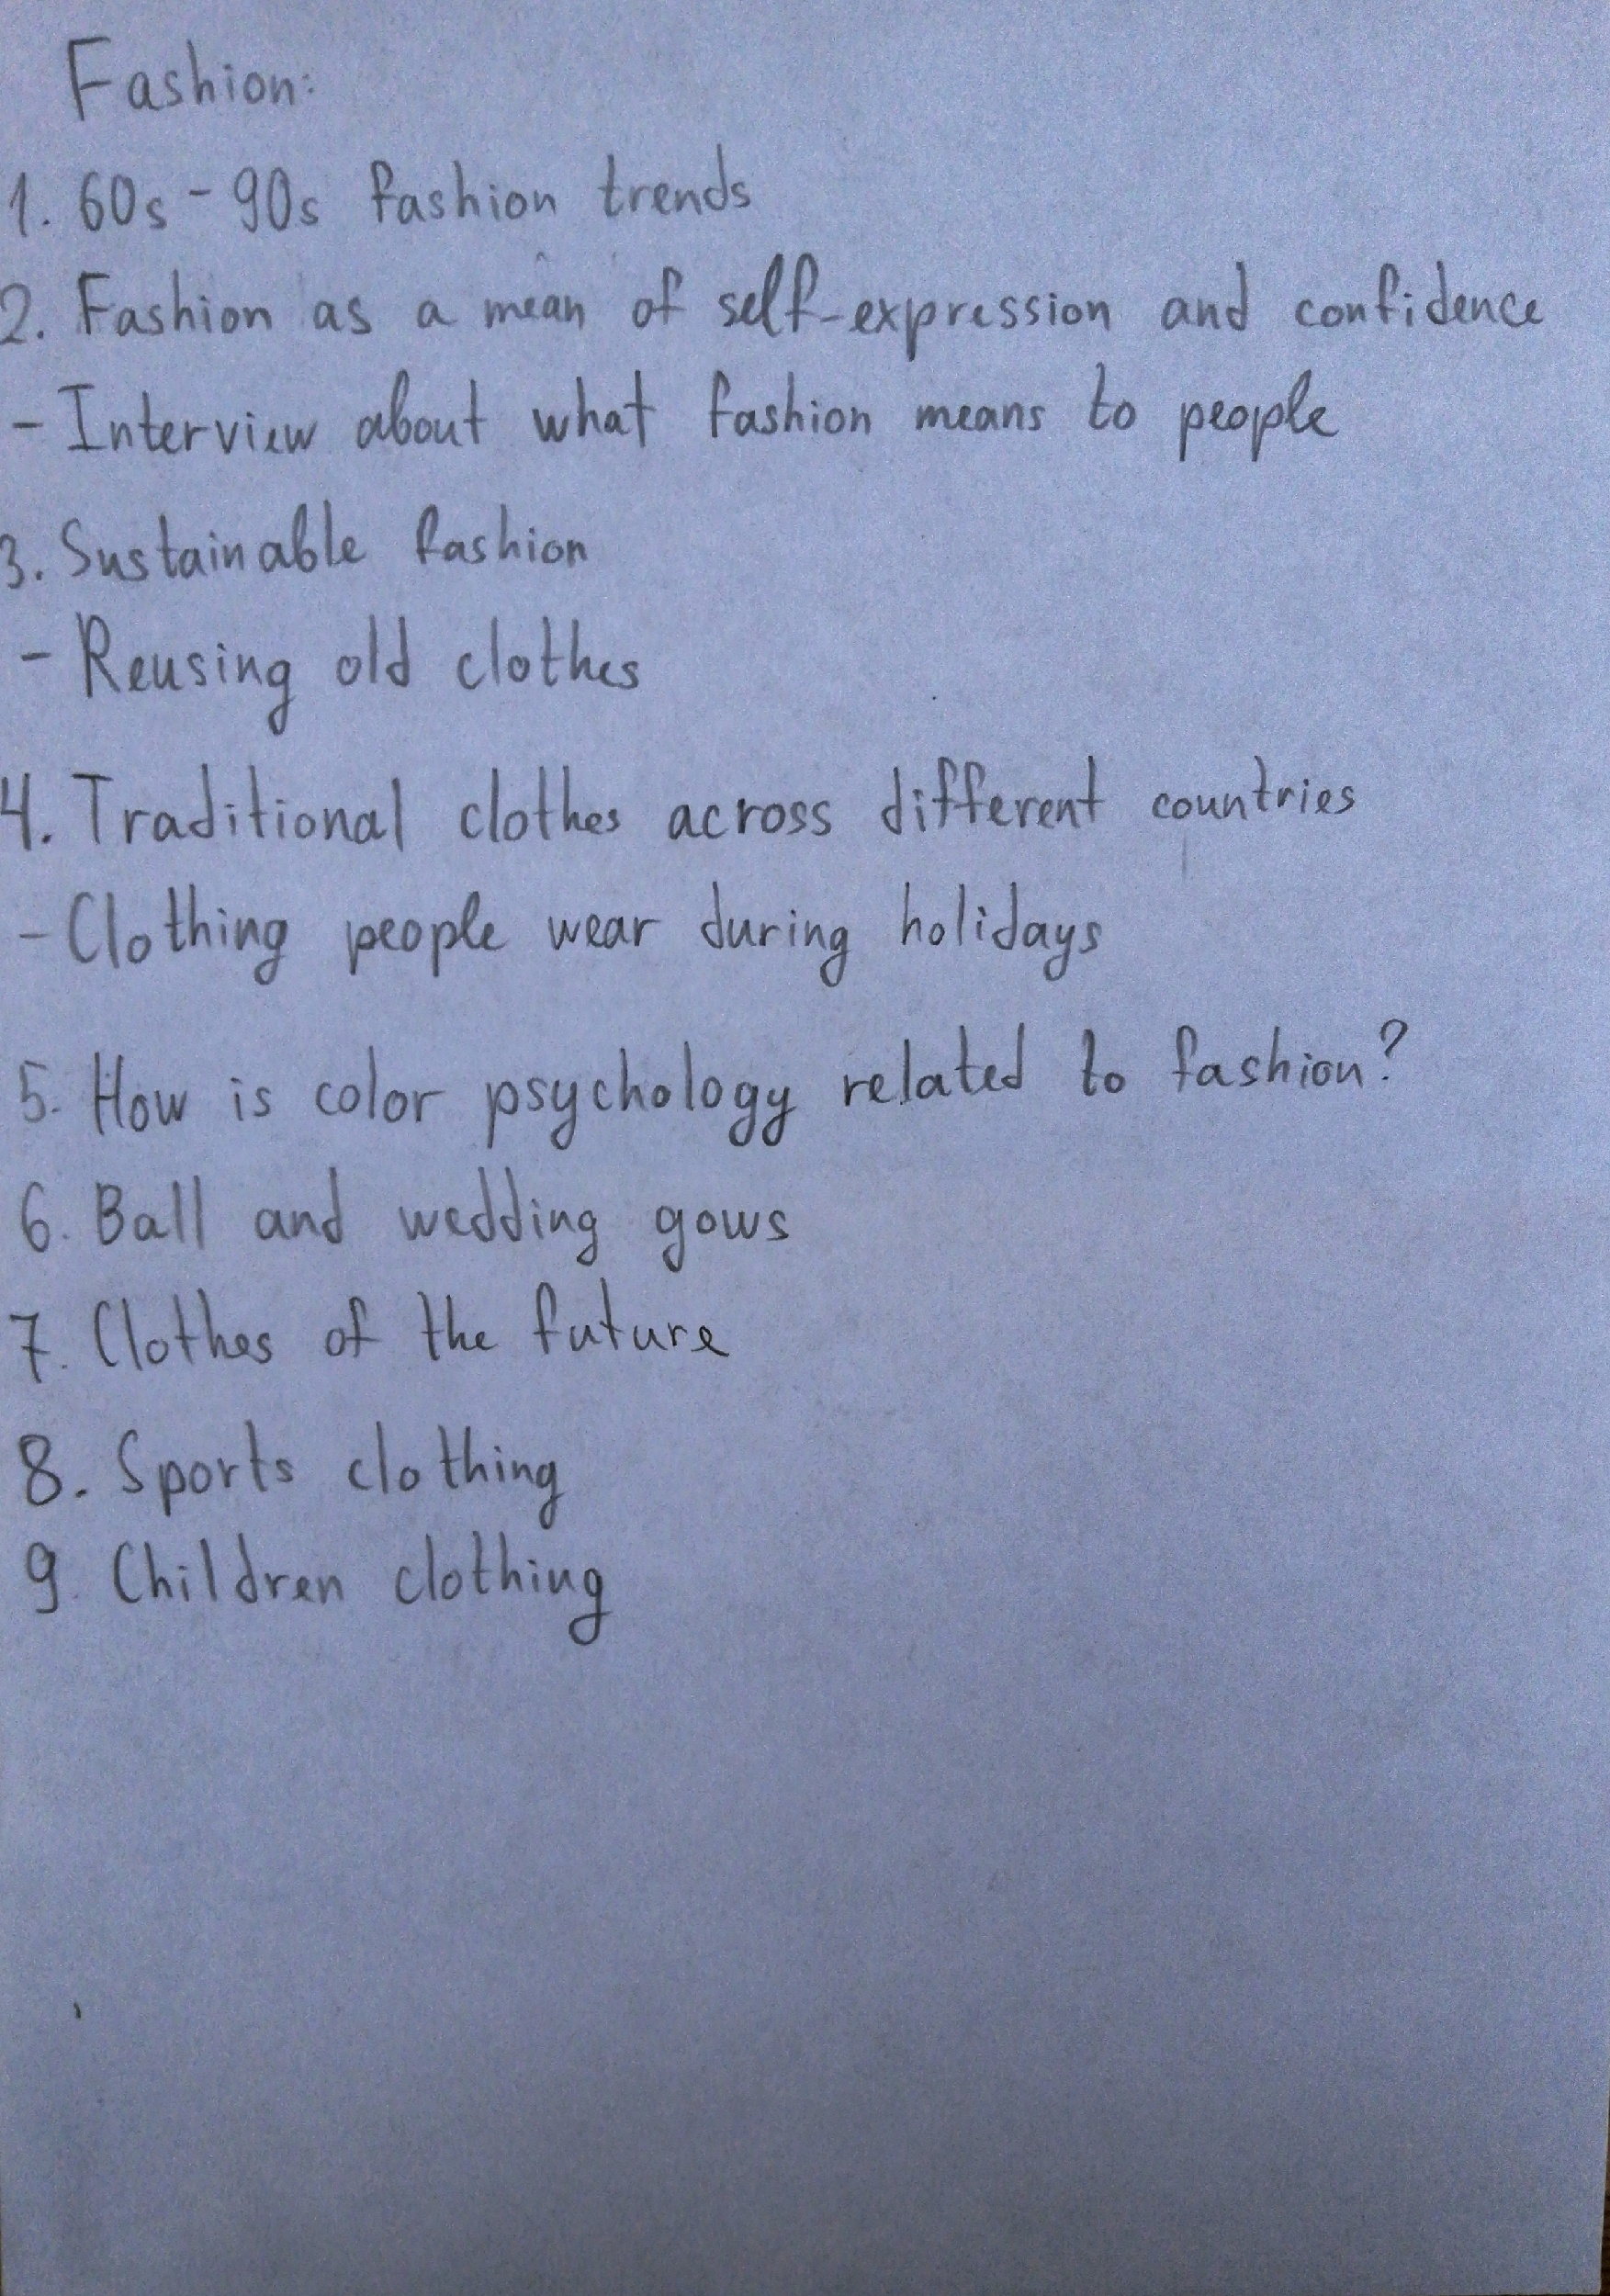 Fashion:
1. 60s - 90s fashion trends
2. Fashion as a mean of self-expression and confidence
- Interview about what fashion means to people
3. Sustainable fashion
- Reusing old clothes
4. Traditional clothes across different countries
- Clothing people wear during holidays
5. How is color psychology related to fashion?
6. Ball and wedding gows
7. Clothes of the future
8. Sports clothing
9. Children clothing